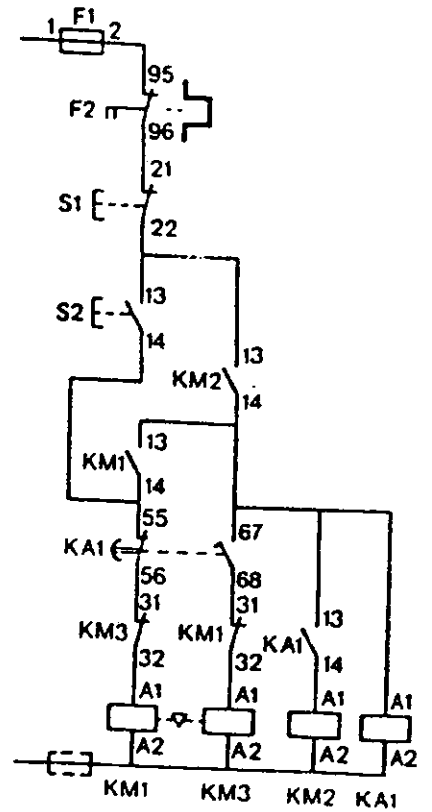 F1
1 2
95
F2
96
21
S1
22
13
S2
14
13
KM2
14
13
KM1
14
55 67
KA1
56 68
31 31
KM3 KM1 KA1 13
32 32 14
A1 A1 A1 A1
A2 A2 A2 A2
KM1 KM3 KM2 KA1